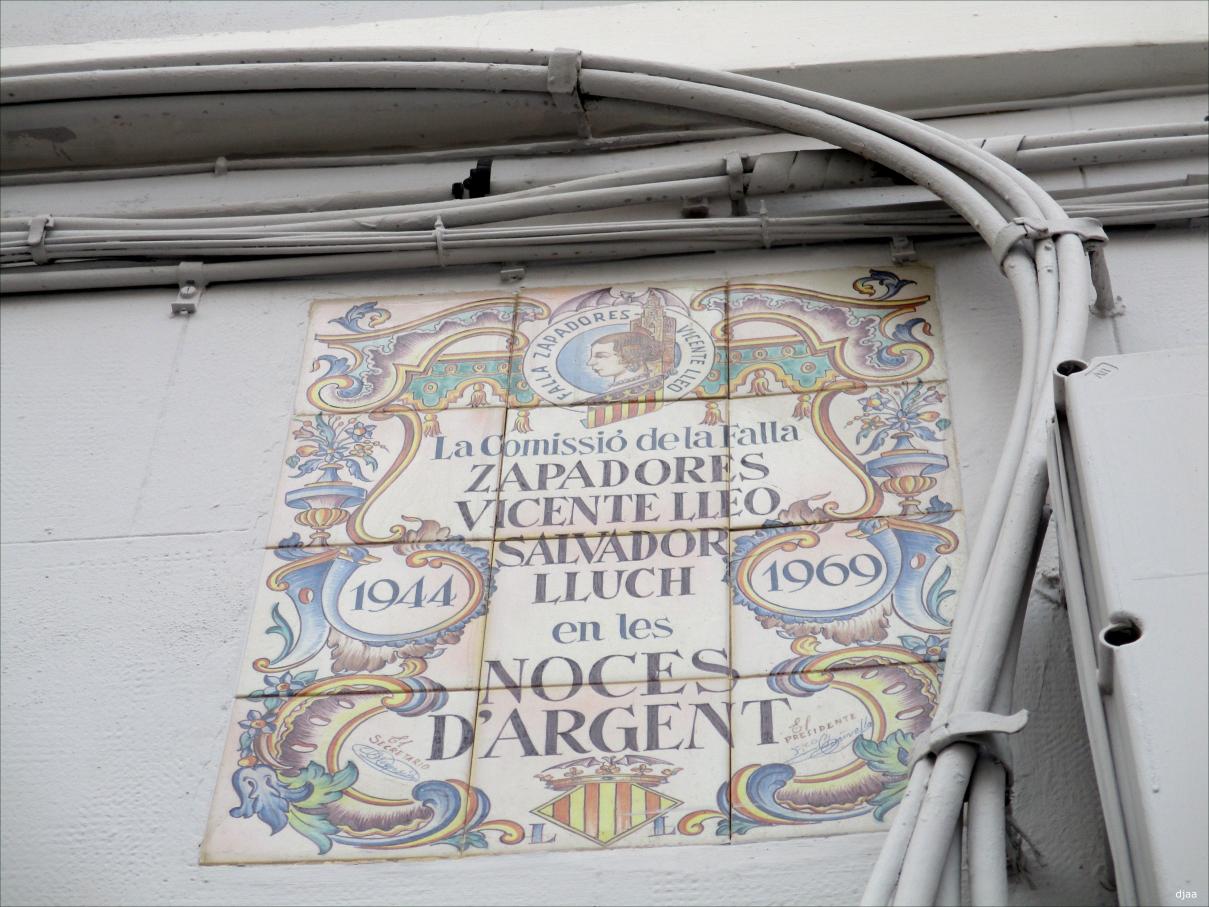 FALLA ZAPADORES - VICENTE LLEO
La Comissió de la Falla
ZAPADORES
VICENTE LLEO
SALVADOR
LLUCH
1944
1969
en les
NOCES
D'ARGENT
El
SECRETARIO
El
PRESIDENTE
L L
djaa